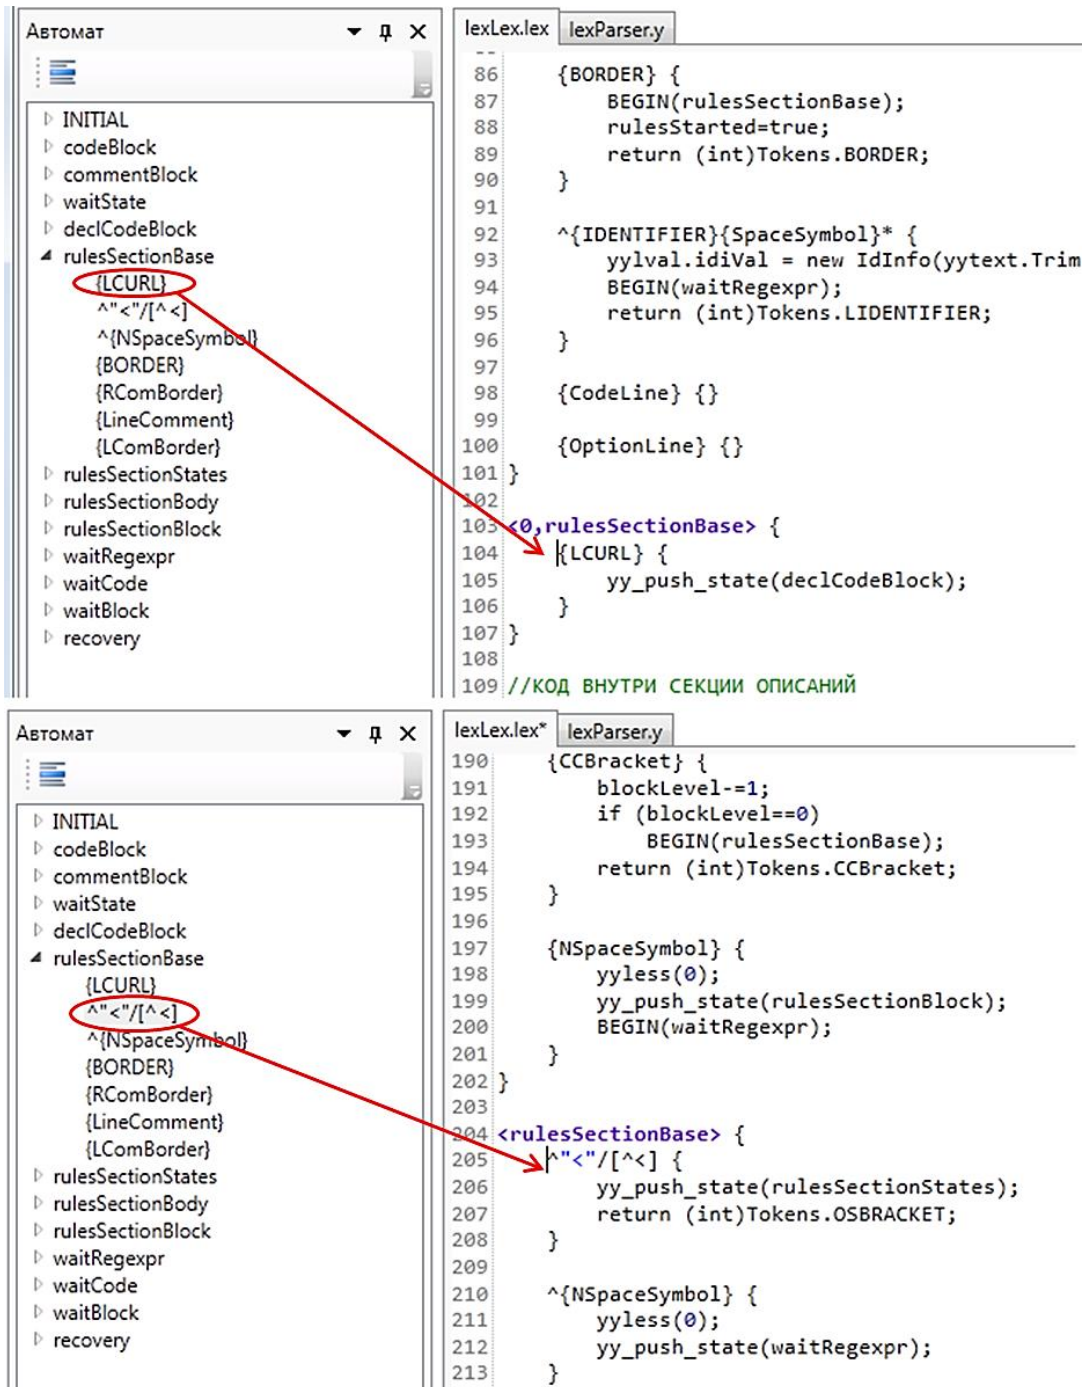 Автомат
INITIAL
codeBlock
commentBlock
waitState
declCodeBlock
rulesSectionBase
{LCURL}
^"<"/[^<]
^{NSpaceSymbol}
{BORDER}
{RComBorder}
{LineComment}
{LComBorder}
rulesSectionStates
rulesSectionBody
rulesSectionBlock
waitRegexpr
waitCode
waitBlock
recovery
lexLex.lex lexParser.y
86 {BORDER} {
87 BEGIN(rulesSectionBase);
88 rulesStarted=true;
89 return (int)Tokens.BORDER;
90 }
91
92 ^{IDENTIFIER}{SpaceSymbol}* {
93 yylval.idiVal = new IdInfo(yytext.Trim
94 BEGIN(waitRegexpr);
95 return (int)Tokens.LIDENTIFIER;
96 }
97
98 {CodeLine} {}
99
100 {OptionLine} {}
101 }
102
103 <0,rulesSectionBase> {
104 {LCURL} {
105 yy_push_state(declCodeBlock);
106 }
107 }
108
109 //КОД ВНУТРИ СЕКЦИИ ОПИСАНИЙ
Автомат
INITIAL
codeBlock
commentBlock
waitState
declCodeBlock
rulesSectionBase
{LCURL}
^"<"/[^<]
^{NSpaceSymbol}
{BORDER}
{RComBorder}
{LineComment}
{LComBorder}
rulesSectionStates
rulesSectionBody
rulesSectionBlock
waitRegexpr
waitCode
waitBlock
recovery
lexLex.lex* lexParser.y
190 {CCBracket} {
191 blockLevel-=1;
192 if (blockLevel==0)
193 BEGIN(rulesSectionBase);
194 return (int)Tokens.CCBracket;
195 }
196
197 {NSpaceSymbol} {
198 yyless(0);
199 yy_push_state(rulesSectionBlock);
200 BEGIN(waitRegexpr);
201 }
202 }
203
204 <rulesSectionBase> {
205 ^"<"/[^<] {
206 yy_push_state(rulesSectionStates);
207 return (int)Tokens.OSBRACKET;
208 }
209
210 ^{NSpaceSymbol} {
211 yyless(0);
212 yy_push_state(waitRegexpr);
213 }